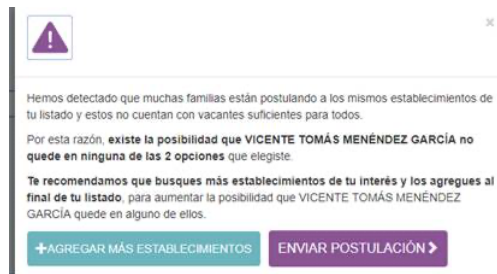 ×
Hemos detectado que muchas familias están postulando a los mismos establecimientos de
tu listado y estos no cuentan con vacantes suficientes para todos.
Por esta razón, existe la posibilidad que VICENTE TOMÁS MENÉNDEZ GARCÍA no
quede en ninguna de las 2 opciones que elegiste.
Te recomendamos que busques más establecimientos de tu interés y los agregues al
final de tu listado, para aumentar la posibilidad que VICENTE TOMÁS MENÉNDEZ
GARCÍA quede en alguno de ellos.
+AGREGAR MÁS ESTABLECIMIENTOS ENVIAR POSTULACIÓN >